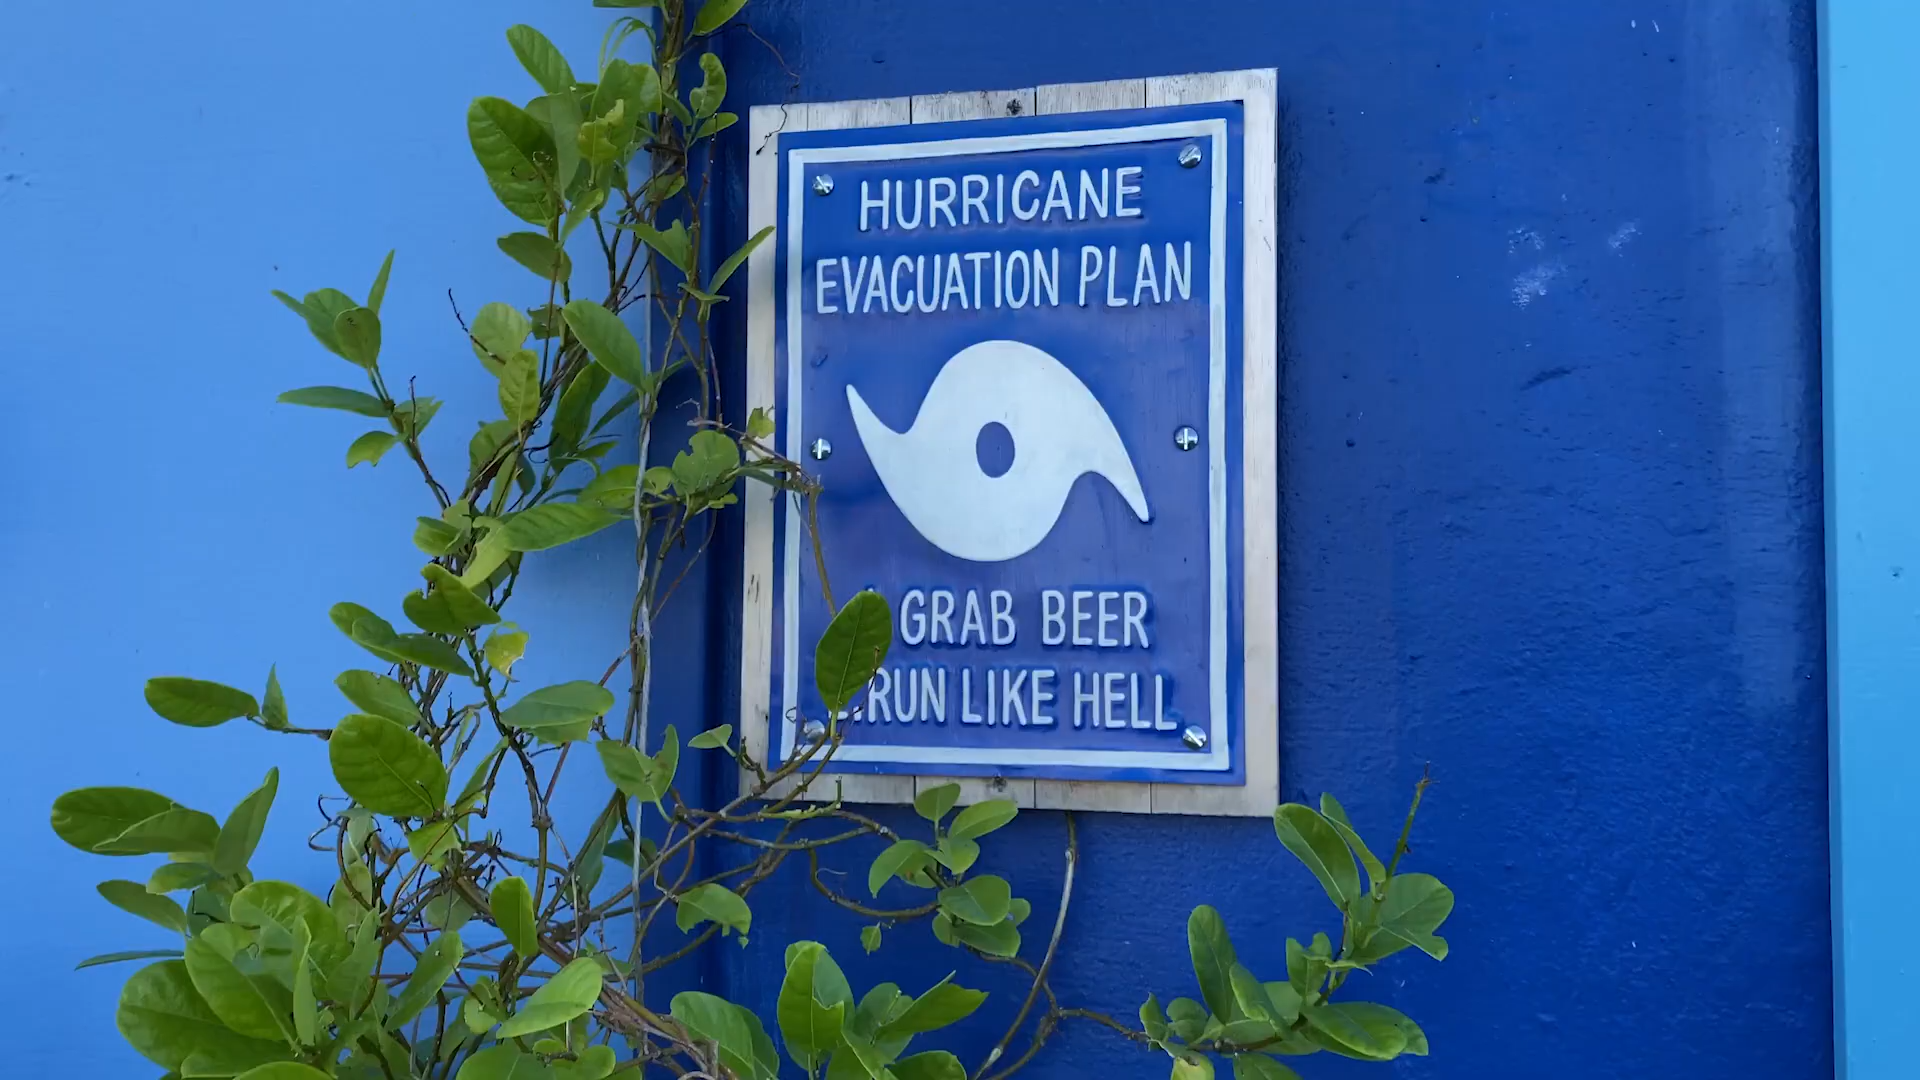 HURRICANE
EVACUATION PLAN
GRAB BEER
.RUN LIKE HELL